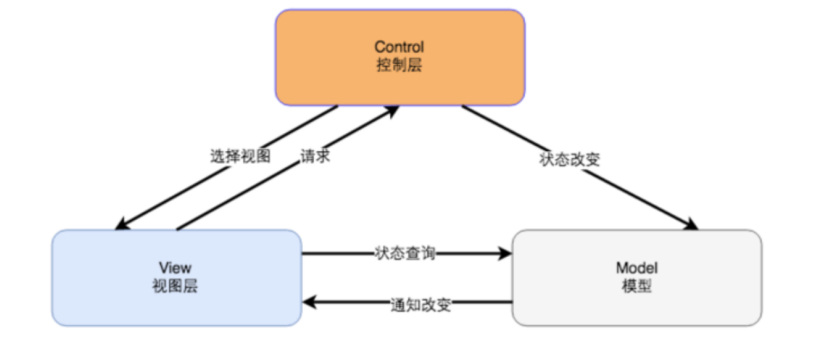 Control
控制层
选择视图
请求
状态改变
View
视图层
状态查询
Model
模型
通知改变